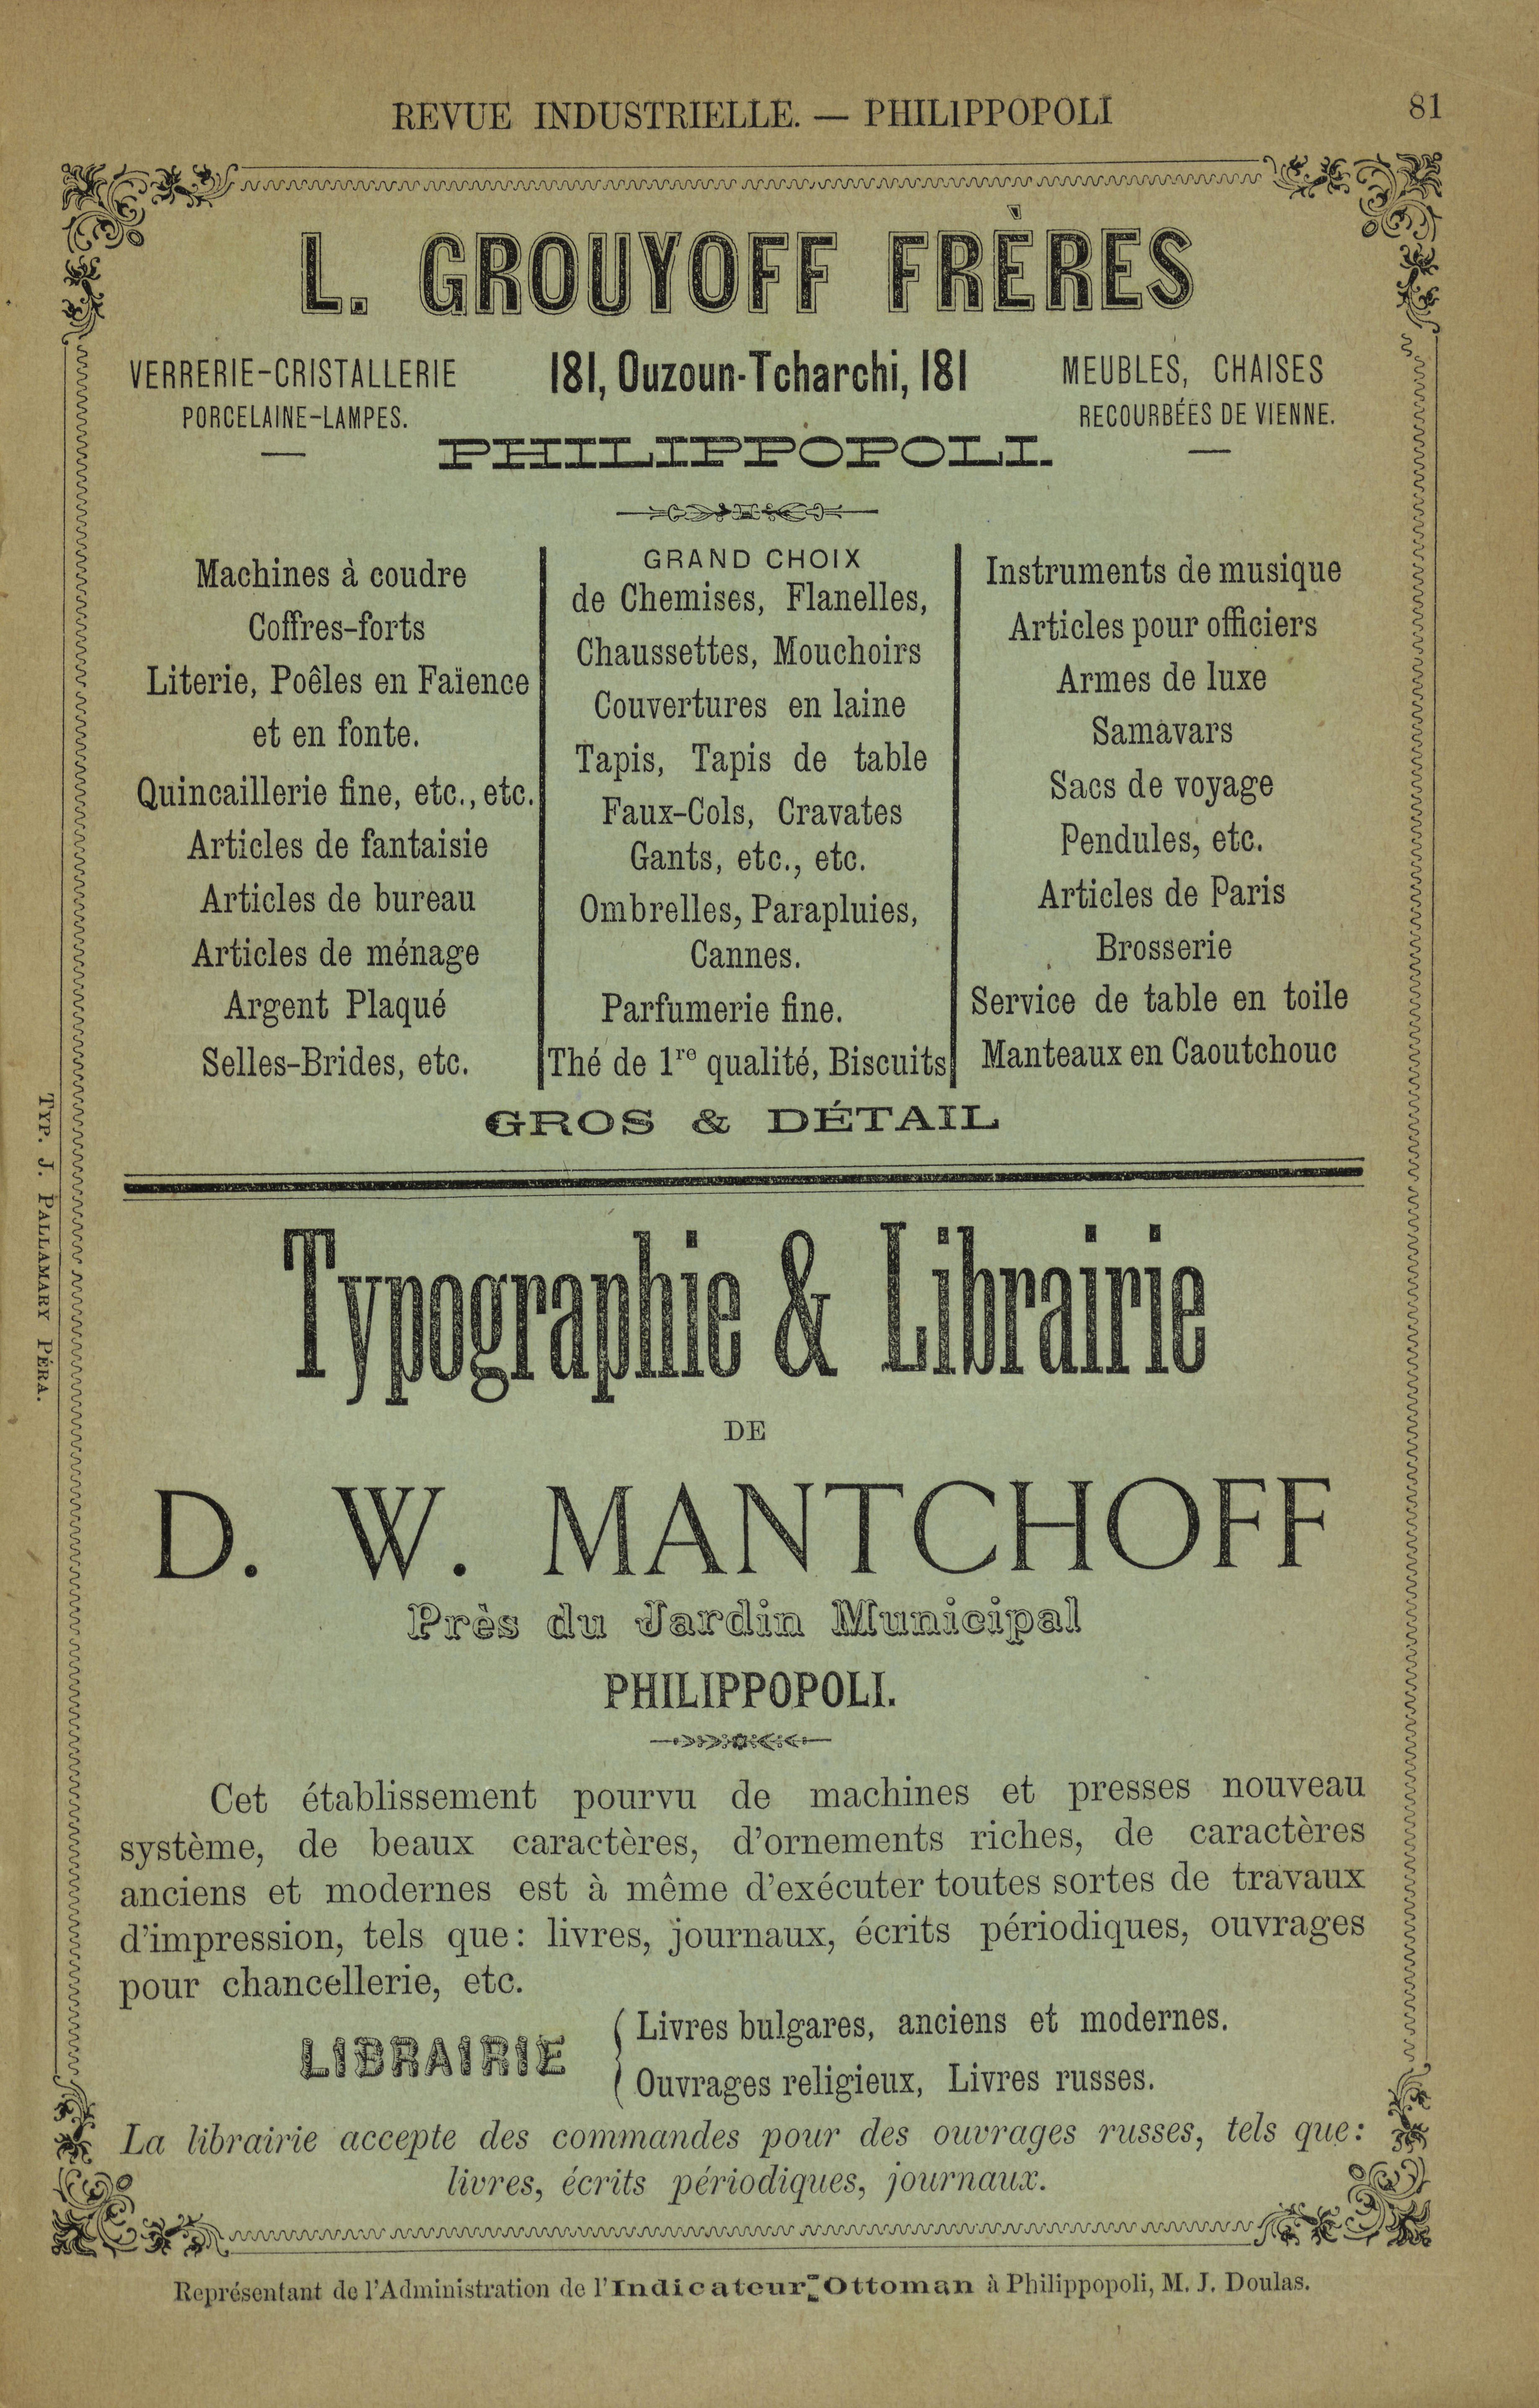 REVUE INDUSTRIELLE. — PHILIPPOPOLI
81
L. GROUYOFF FRÈRES
VERRERIE-CRISTALLERIE
PORCELAINE-LAMPES.
181, Ouzoun-Tcharchi, 181
PHILIPPOPOLI.
MEUBLES, CHAISES
RECOURBÉES DE VIENNE.
Machines à coudre
Coffres-forts
Literie, Poêles en Faïence
et en fonte.
Quincaillerie fine, etc., etc.
Articles de fantaisie
Articles de bureau
Articles de ménage
Argent Plaqué
Selles-Brides, etc.
GRAND CHOIX
de Chemises, Flanelles,
Chaussettes, Mouchoirs
Couvertures en laine
Tapis, Tapis de table
Faux-Cols, Cravates
Gants, etc., etc.
Ombrelles, Parapluies,
Cannes.
Parfumerie fine.
Thé de 1re qualité, Biscuits
Instruments de musique
Articles pour officiers
Armes de luxe
Samavars
Sacs de voyage
Pendules, etc.
Articles de Paris
Brosserie
Service de table en toile
Manteaux en Caoutchouc
GROS & DÉTAIL
Typographie & Librairie
DE
D. W. MANTCHOFF
Près du Jardin Municipal
PHILIPPOPOLI.
Cet établissement pourvu de machines et presses nouveau
système, de beaux caractères, d'ornements riches, de caractères
anciens et modernes est à même d'exécuter toutes sortes de travaux
d'impression, tels que: livres, journaux, écrits périodiques, ouvrages
pour chancellerie, etc.
LIBRAIRIE
Livres bulgares, anciens et modernes.
Ouvrages religieux, Livres russes.
La librairie accepte des commandes pour des ouvrages russes, tels que:
livres, écrits périodiques, journaux.
Représentant de l'Administration de l'Indicateur Ottoman à Philippopoli, M. J. Doulas.
TYP. J. PALLAMARY PÉRA.